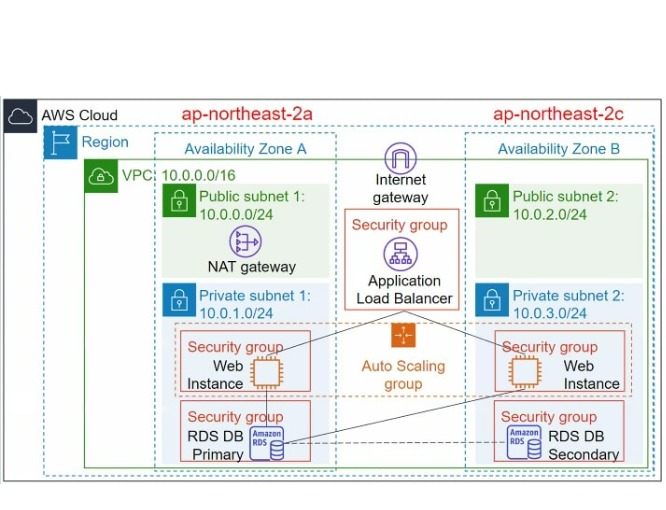 AWS Cloud
ap-northeast-2a
ap-northeast-2c
Region
Availability Zone A
Availability Zone B
VPC: 10.0.0.0/16
Internet
gateway
Public subnet 1:
10.0.0.0/24
NAT gateway
Public subnet 2:
10.0.2.0/24
Security group
Application
Load Balancer
Private subnet 1:
10.0.1.0/24
Private subnet 2:
10.0.3.0/24
Security group
Web
Instance
Auto Scaling
group
Security group
Web
Instance
Security group
RDS DB
Primary
Amazon
RDS
Security group
Amazon
RDS
RDS DB
Secondary